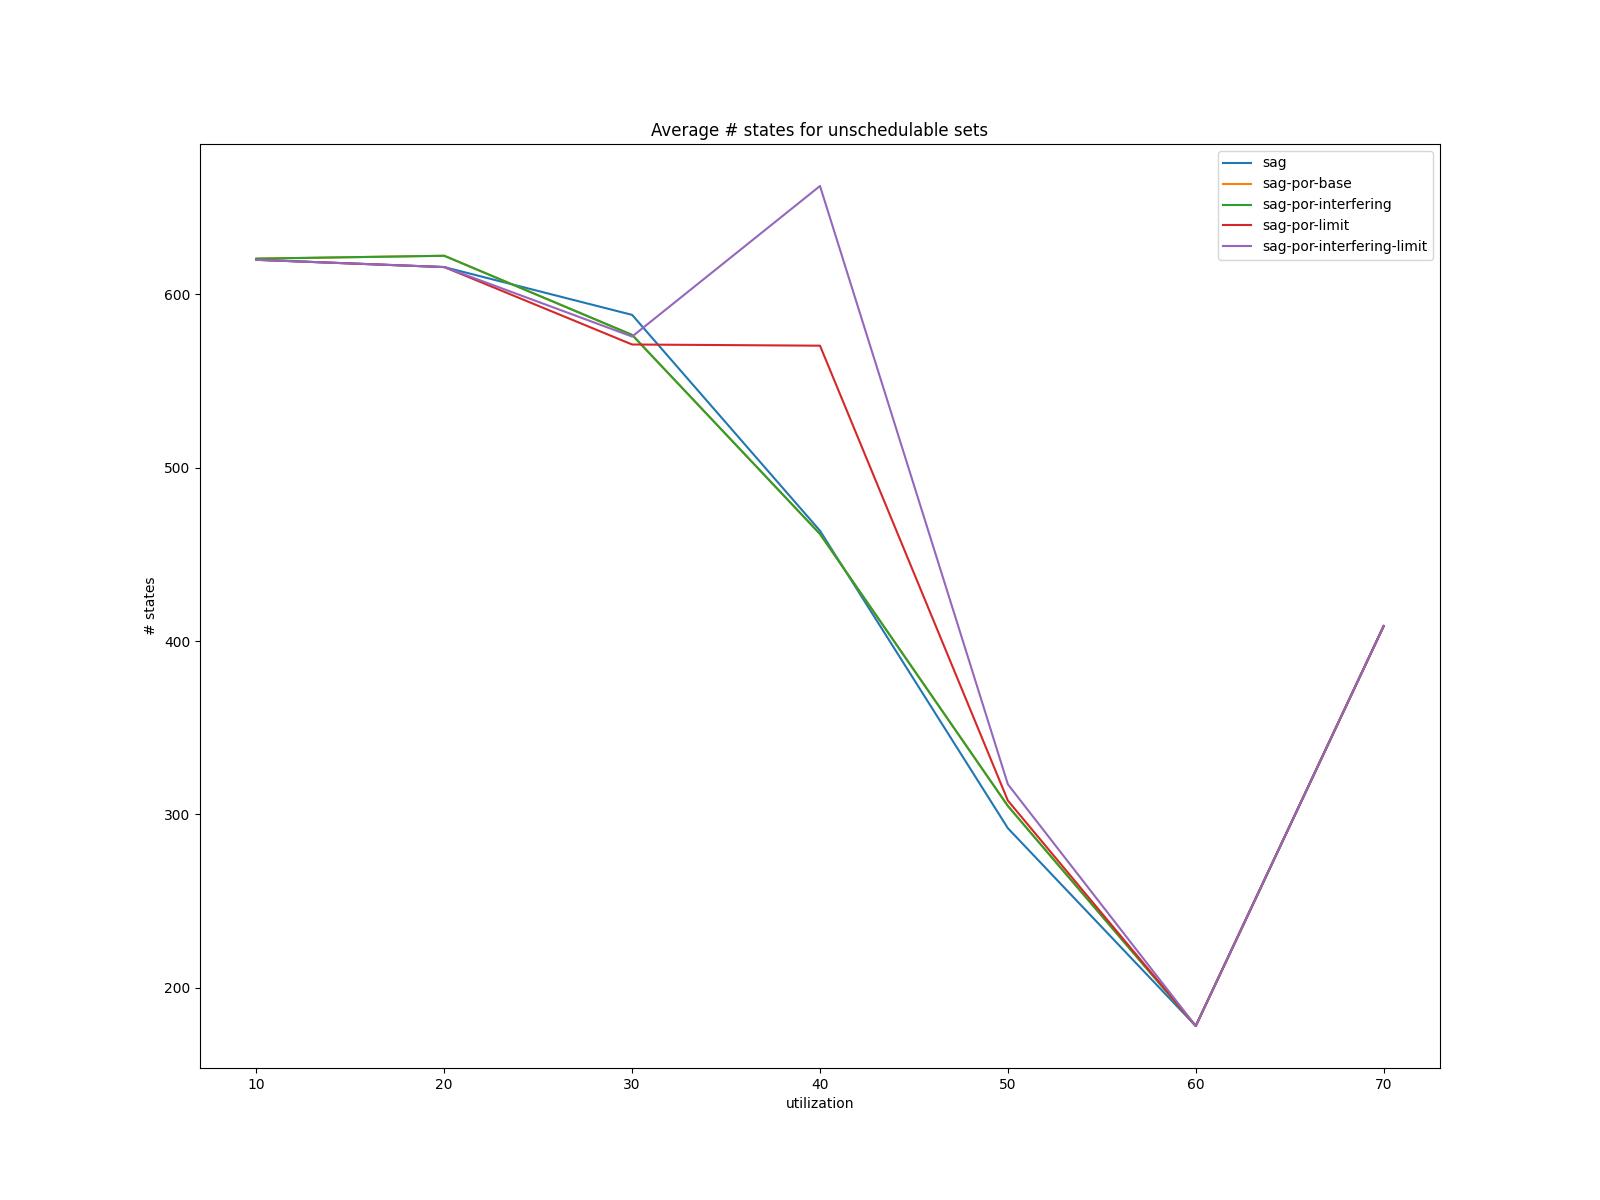 Average # states for unschedulable sets
sag
sag-por-base
sag-por-interfering
sag-por-limit
sag-por-interfering-limit
600
500
400
300
200
# states
10 20 30 40 50 60 70
utilization